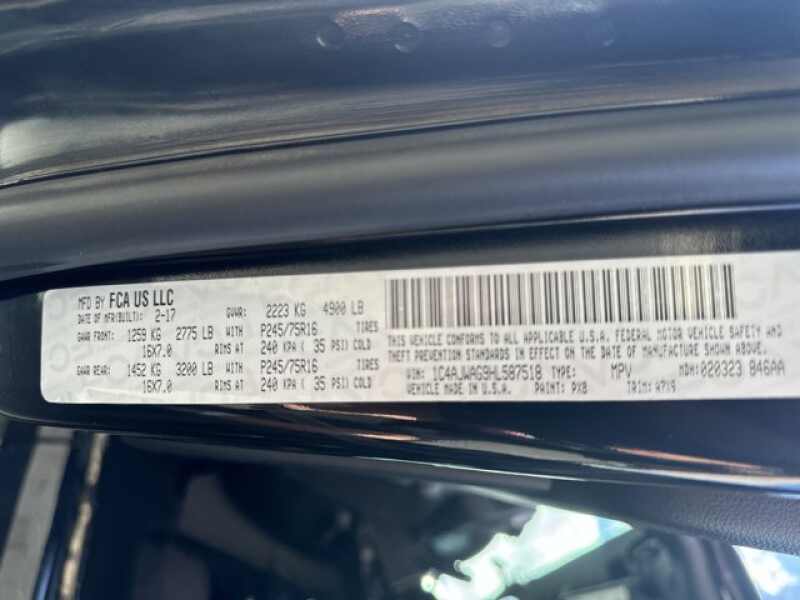 MFD BY FCA US LLC
DATE OF MFR(BUILT): 2-17 GVWR: 2223 KG 4900 LB
GAWR FRONT: 1259 KG 2775 LB WITH P245/75R16 TIRES
16X7.0 RIMS AT 240 KPA ( 35 PSI) COLD
GAWR REAR: 1452 KG 3200 LB WITH P245/75R16 TIRES
16X7.0 RIMS AT 240 KPA ( 35 PSI) COLD
THIS VEHICLE CONFORMS TO ALL APPLICABLE U.S.A. FEDERAL MOTOR VEHICLE SAFETY AND
THEFT PREVENTION STANDARDS IN EFFECT ON THE DATE OF MANUFACTURE SHOWN ABOVE.
VIN: 1C4AJWAG9HL587518 TYPE: MPV MDH: 020323 846AA
VEHICLE MADE IN U.S.A. PAINT: PX8 TRIM: A7X9